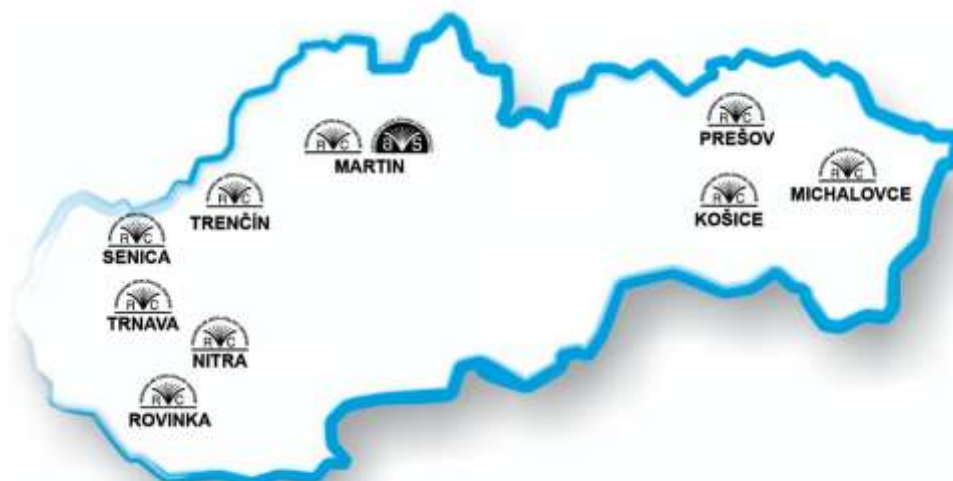 R C
a S
MARTIN
R C
PREŠOV
R C
MICHALOVCE
R C
TRENČÍN
R C
KOŠICE
R C
SENICA
R C
TRNAVA
R C
NITRA
R C
ROVINKA